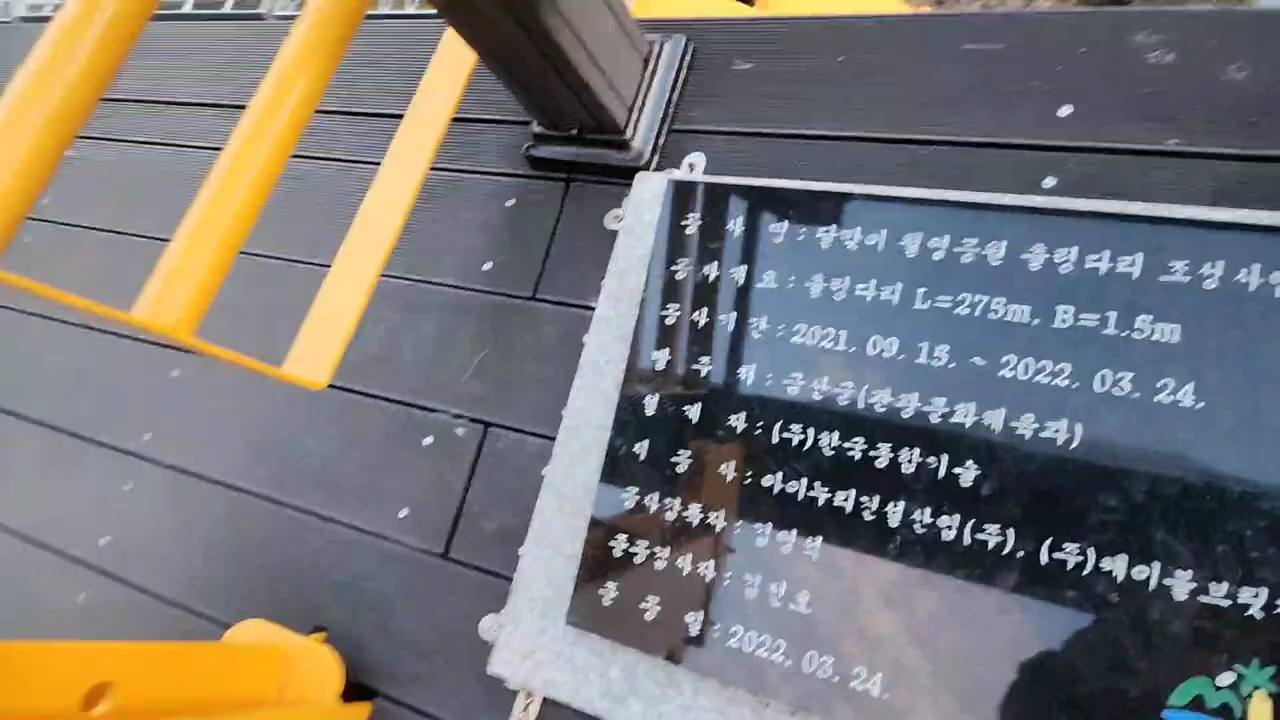 공 사 명 : 달맞이 월영공원 출렁다리 조성사업
공사개요 : 출렁다리 L=275m, B=1.5m
공사기간 : 2021. 09. 15. ~ 2022. 03. 24.
발 주 처 : 금산군(관광문화체육과)
설 계 자 : (주)한국종합기술
시 공 사 : 아이누리건설산업(주), (주)케이블브릿지
공사감독자 : 김영석
준공검사자 : 김민호
준 공 일 : 2022. 03. 24.